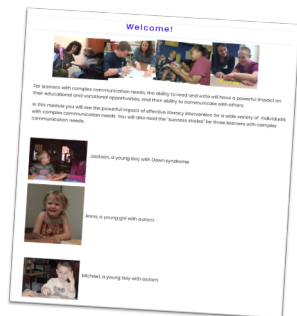 Welcome!
For learners with complex communication needs, the ability to read and write will have a powerful impact on
their educational and vocational opportunities, and their ability to communicate with others.
In this module you will see the powerful impact of effective literacy intervention for a wide variety of individuals
with complex communication needs. You will also read the "success stories" for three learners with complex
communication needs
Jackson, a young boy with Down syndrome
Anna, a young girl with autism
Michael, a young boy with autism